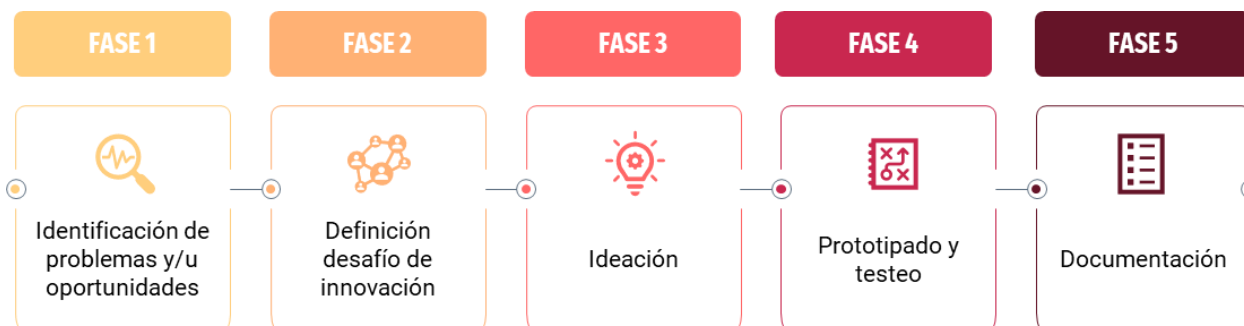 FASE 1
FASE 2
FASE 3
FASE 4
FASE 5
Identificación de
problemas y/u
oportunidades
Definición
desafío de
innovación
Ideación
Prototipado y
testeo
Documentación